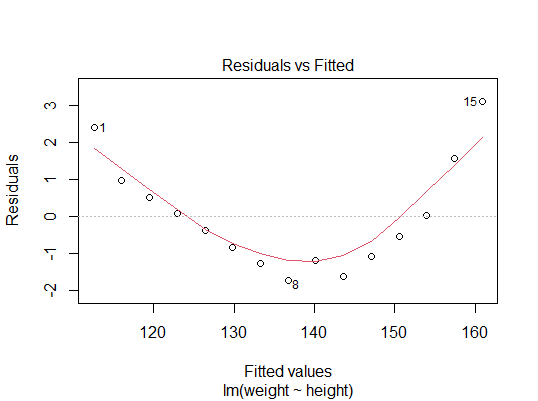 Residuals vs Fitted
Residuals
3
2
1
0
-1
-2
1
15
8
120 130 140 150 160
Fitted values
lm(weight ~ height)